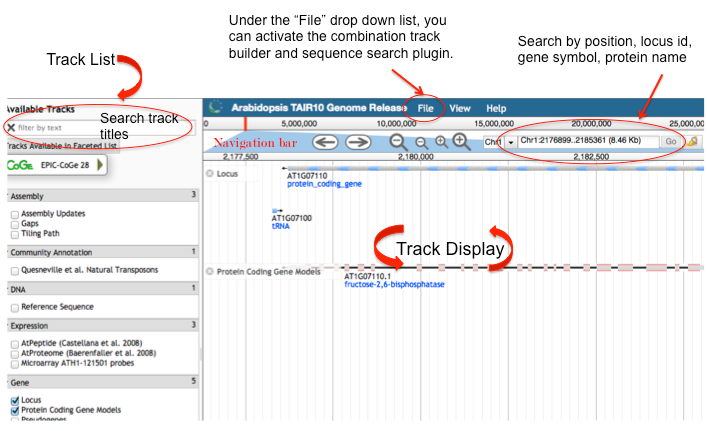 Under the “File” drop down list, you
can activate the combination track
builder and sequence search plugin.
Search by position, locus id,
gene symbol, protein name
Track List
Available Tracks
filter by text
Search track
titles
Tracks Available in Faceted List
CoGe EPIC-CoGe 28
Assembly 3
Assembly Updates
Gaps
Tiling Path
Community Annotation 1
Quesneville et al. Natural Transposons
DNA 1
Reference Sequence
Expression 3
AtPeptide (Castellana et al. 2008)
AtProteome (Baerenfaller et al. 2008)
Microarray ATH1-121501 probes
Gene 5
Locus
Protein Coding Gene Models
Pseudogenes
Arabidopsis TAIR10 Genome Release File View Help
0 5,000,000 10,000,000 15,000,000 20,000,000 25,000,000
Navigation bar
Chr1 Chr1:2176899..2185361 (8.46 Kb) Go
2,177,500 2,180,000 2,182,500
Locus
AT1G07110
protein_coding_gene
AT1G07100
tRNA
Track Display
Protein Coding Gene Models
AT1G07110.1
fructose-2,6-bisphosphatase